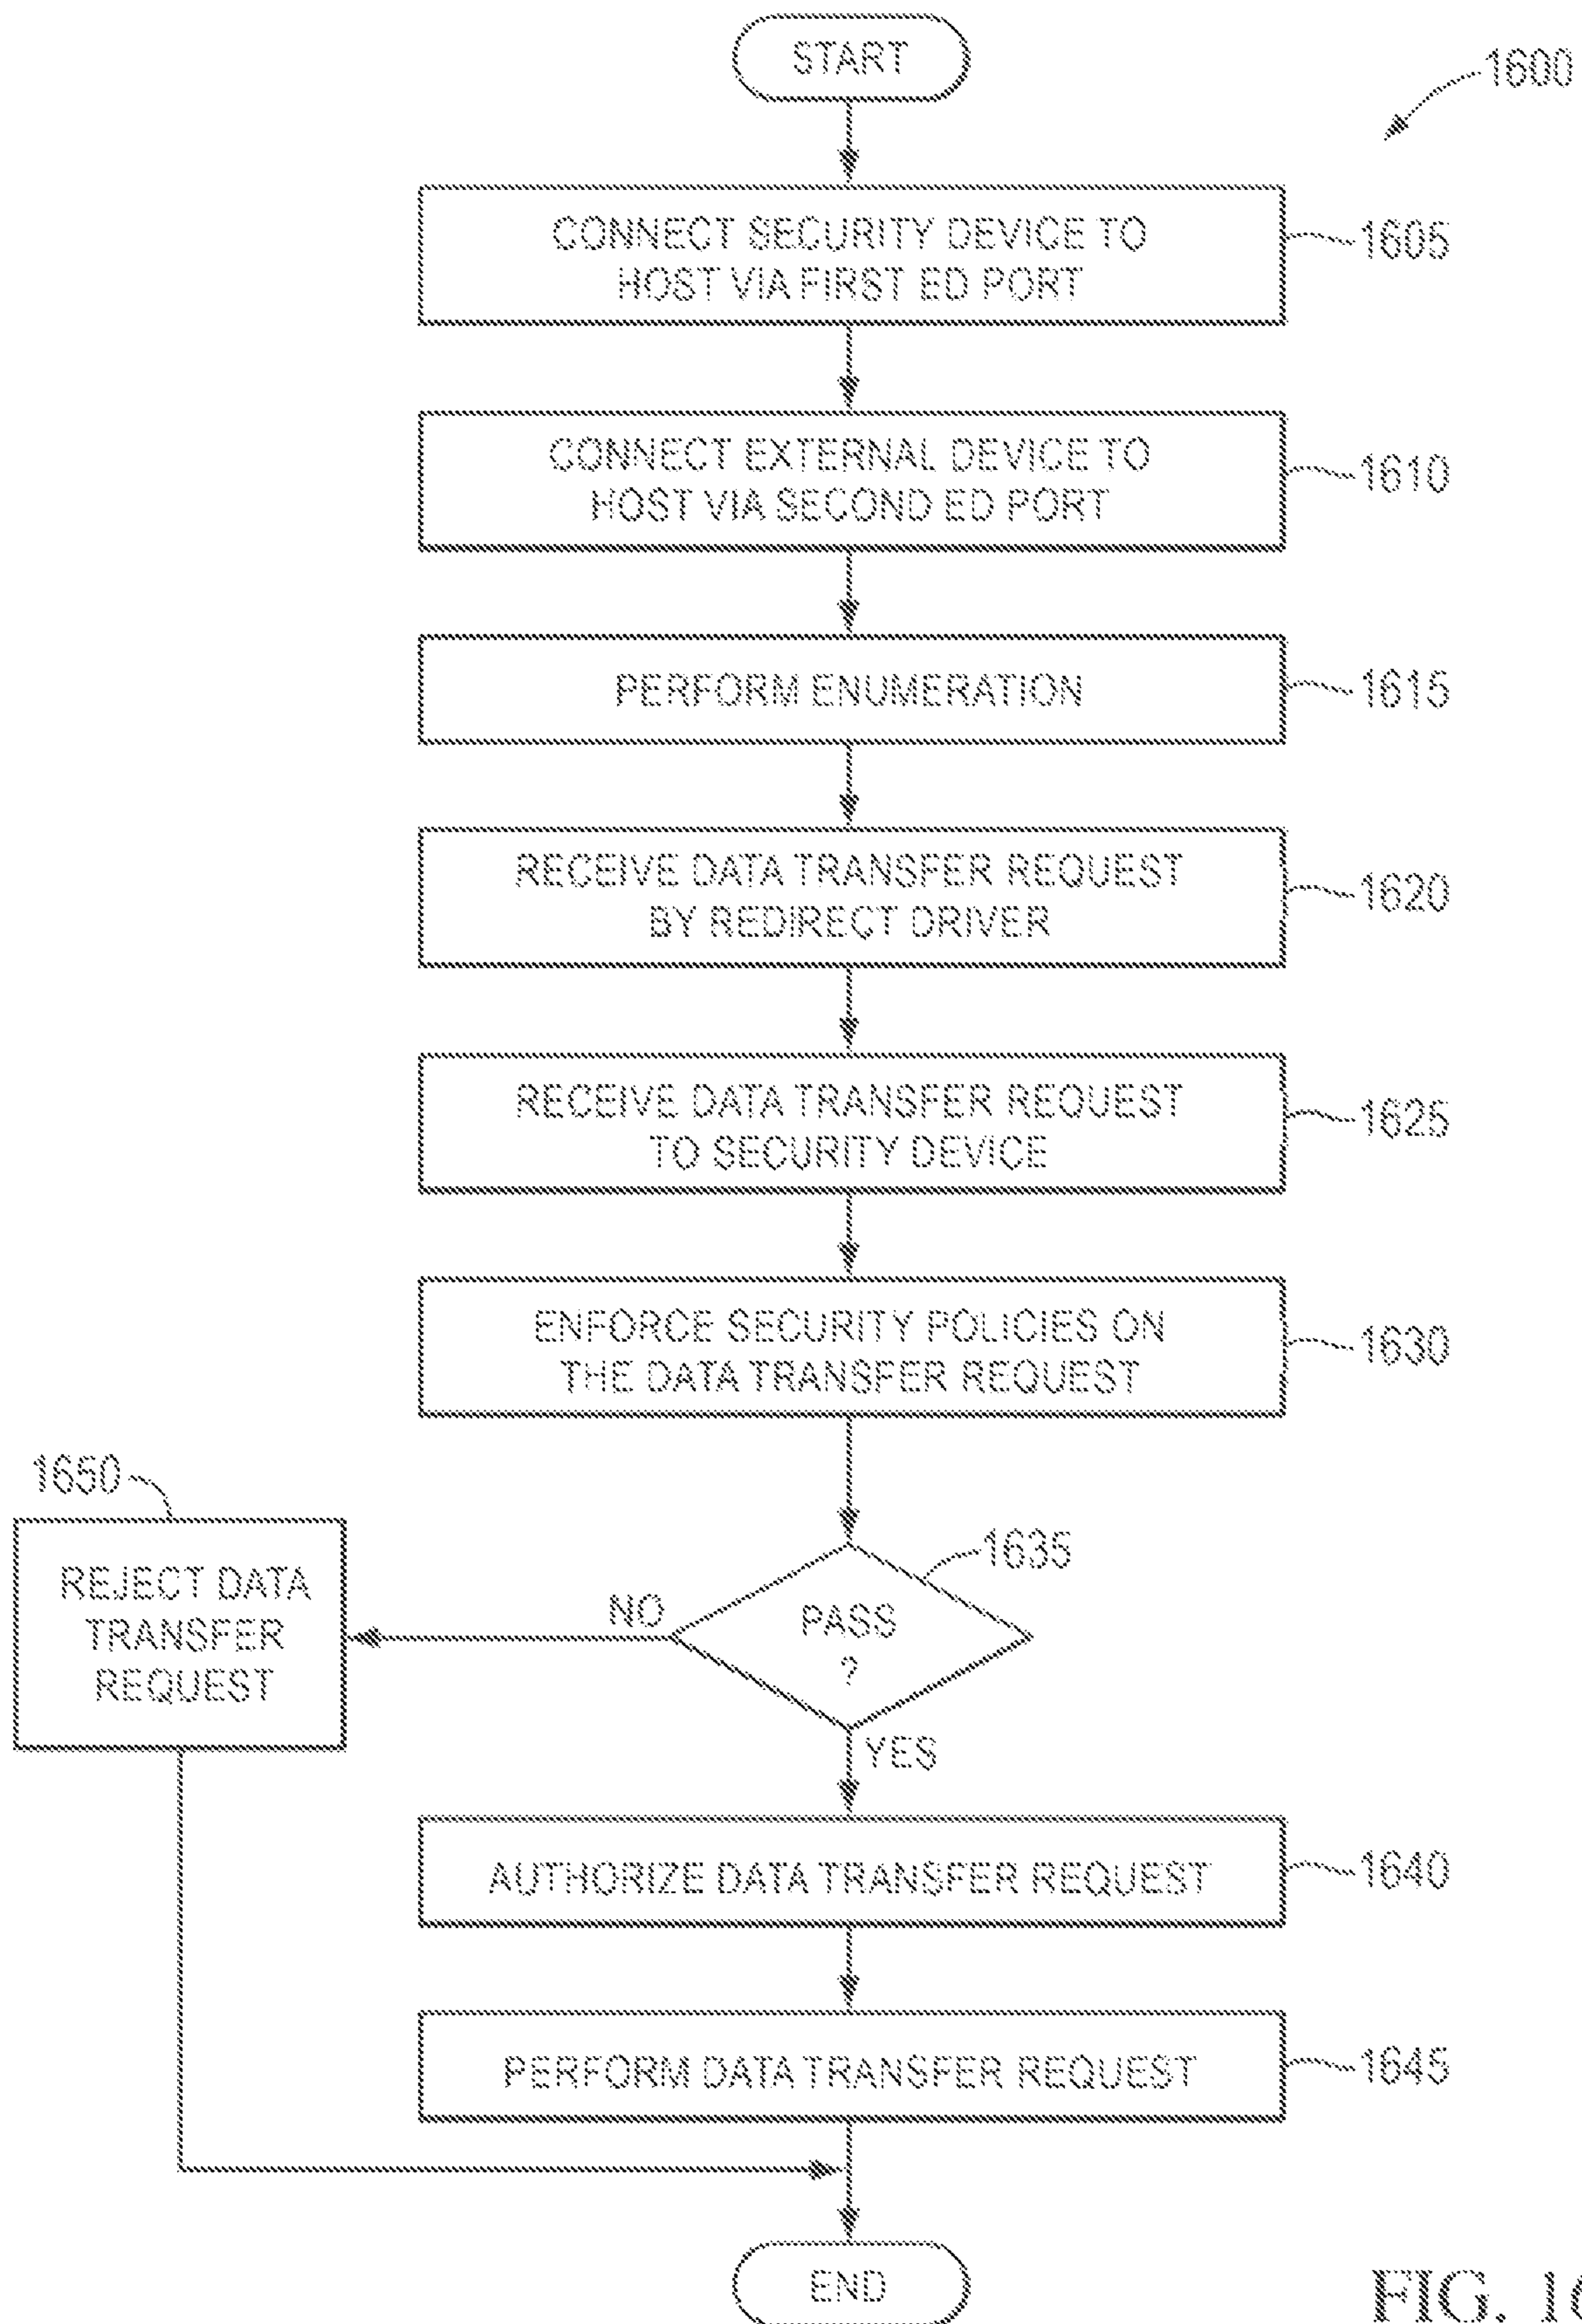 START
1600
CONNECT SECURITY DEVICE TO
HOST VIA FIRST ED PORT
1605
CONNECT EXTERNAL DEVICE TO
HOST VIA SECOND ED PORT
1610
PERFORM ENUMERATION
1615
RECEIVE DATA TRANSFER REQUEST
BY REDIRECT DRIVER
1620
RECEIVE DATA TRANSFER REQUEST
TO SECURITY DEVICE
1625
ENFORCE SECURITY POLICIES ON
THE DATA TRANSFER REQUEST
1630
1650
REJECT DATA
TRANSFER
REQUEST
NO
PASS
?
1635
YES
AUTHORIZE DATA TRANSFER REQUEST
1640
PERFORM DATA TRANSFER REQUEST
1645
END
FIG. 16